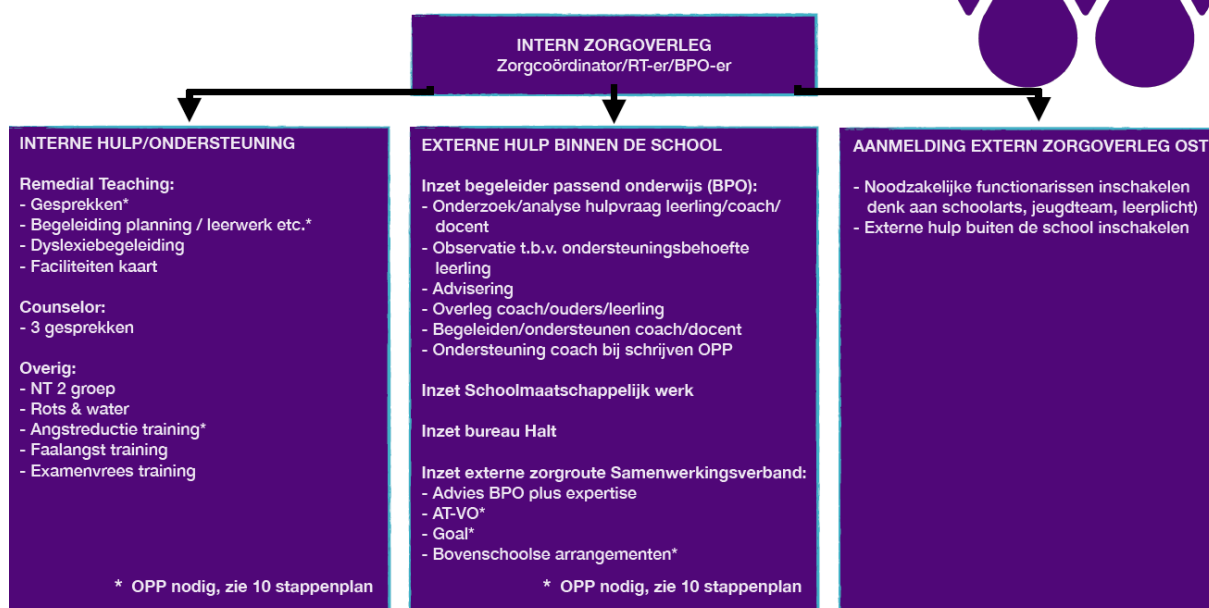 INTERN ZORGOVERLEG
Zorgcoördinator/RT-er/BPO-er
INTERNE HULP/ONDERSTEUNING
Remedial Teaching:
- Gesprekken*
- Begeleiding planning / leerwerk etc.*
- Dyslexiebegeleiding
- Faciliteiten kaart
Counselor:
- 3 gesprekken
Overig:
- NT 2 groep
- Rots & water
- Angstreductie training*
- Faalangst training
- Examenvrees training
* OPP nodig, zie 10 stappenplan
EXTERNE HULP BINNEN DE SCHOOL
Inzet begeleider passend onderwijs (BPO):
- Onderzoek/analyse hulpvraag leerling/coach/
docent
- Observatie t.b.v. ondersteuningsbehoefte
leerling
- Advisering
- Overleg coach/ouders/leerling
- Begeleiden/ondersteunen coach/docent
- Ondersteuning coach bij schrijven OPP
Inzet Schoolmaatschappelijk werk
Inzet bureau Halt
Inzet externe zorgroute Samenwerkingsverband:
- Advies BPO plus expertise
- AT-VO*
- Goal*
- Bovenschoolse arrangementen*
* OPP nodig, zie 10 stappenplan
AANMELDING EXTERN ZORGOVERLEG OST
- Noodzakelijke functionarissen inschakelen
denk aan schoolarts, jeugdteam, leerplicht)
- Externe hulp buiten de school inschakelen